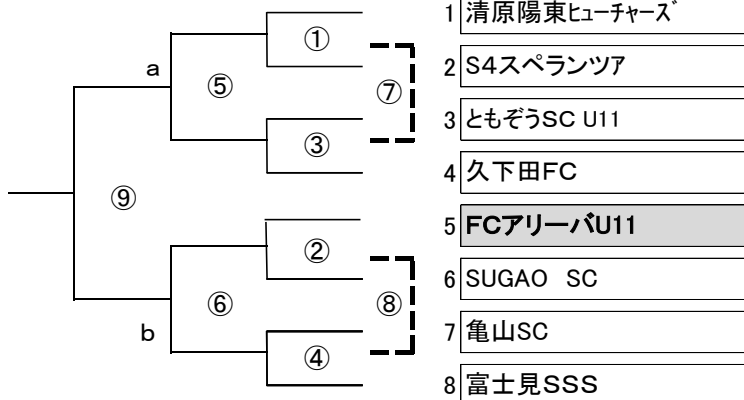 1 清原陽東ヒューチャーズ
①
a
2 S4スペランツア
⑤
⑦
3 ともぞうSC U11
③
4 久下田FC
⑨
5 FCアリーバU11
②
6 SUGAO SC
⑥
⑧
b
7 亀山SC
④
8 富士見SSS